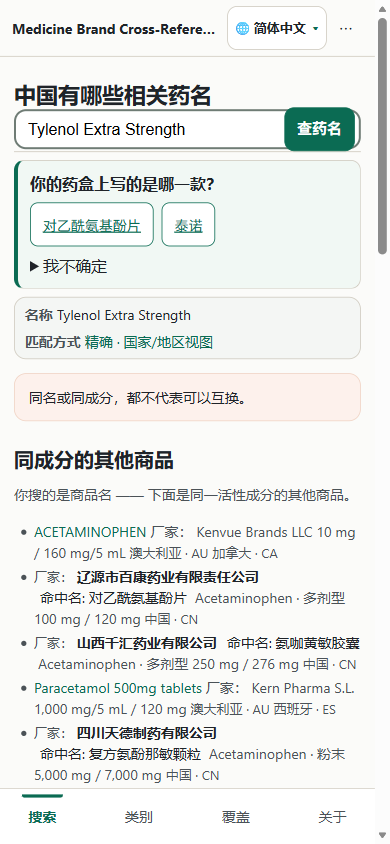 Medicine Brand Cross-Refere...
🌐 简体中文 ▾
···
中国有哪些相关药名
Tylenol Extra Strength
查药名
你的药盒上写的是哪一款?
对乙酰氨基酚片
泰诺
▶ 我不确定
名称 Tylenol Extra Strength
匹配方式 精确 · 国家/地区视图
同名或同成分，都不代表可以互换。
同成分的其他商品
你搜的是商品名 —— 下面是同一活性成分的其他商品。
• ACETAMINOPHEN 厂家： Kenvue Brands LLC 10 mg
/ 160 mg/5 mL 澳大利亚 · AU 加拿大 · CA
• 厂家： 辽源市百康药业有限责任公司
命中名: 对乙酰氨基酚片 Acetaminophen · 多剂型
100 mg / 120 mg 中国 · CN
• 厂家： 山西千汇药业有限公司 命中名: 氨咖黄敏胶囊
Acetaminophen · 多剂型 250 mg / 276 mg 中国 · CN
• Paracetamol 500mg tablets 厂家： Kern Pharma S.L.
1,000 mg/5 mL / 120 mg 澳大利亚 · AU 西班牙 · ES
• 厂家： 四川天德制药有限公司
命中名: 复方氨酚那敏颗粒 Acetaminophen · 粉末
5,000 mg / 7,000 mg 中国 · CN
搜索
类别
覆盖
关于